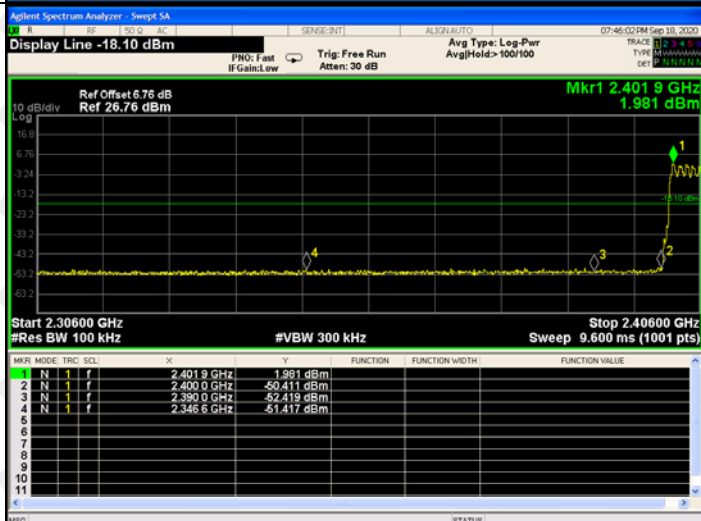 Agilent Spectrum Analyzer - Swept SA
R RF 50 Ω AC SENSE:INT ALIGN AUTO 07:46:02 PM Sep 18, 2020
Display Line -18.10 dBm
PNO: Fast
IFGain:Low
Trig: Free Run
Atten: 30 dB
Avg Type: Log-Pwr
Avg|Hold:>100/100
TRACE 1 2 3 4 5
TYPE M
DET P N N N N N
Mkr1 2.401 9 GHz
1.981 dBm
Ref Offset 6.76 dB
10 dB/div Ref 26.76 dBm
Log
16.8
6.76
-3.24
-13.2
-23.2
-33.2
-43.2
-53.2
-63.2
1
-18.10 dBm
4
3
2
Start 2.30600 GHz Stop 2.40600 GHz
#Res BW 100 kHz #VBW 300 kHz Sweep 9.600 ms (1001 pts)
MKR MODE TRC SCL X Y FUNCTION FUNCTION WIDTH FUNCTION VALUE
1 N 1 f 2.401 9 GHz 1.981 dBm
2 N 1 f 2.400 0 GHz -50.411 dBm
3 N 1 f 2.390 0 GHz -52.419 dBm
4 N 1 f 2.346 6 GHz -51.417 dBm
5
6
7
8
9
10
11
MSG STATUS